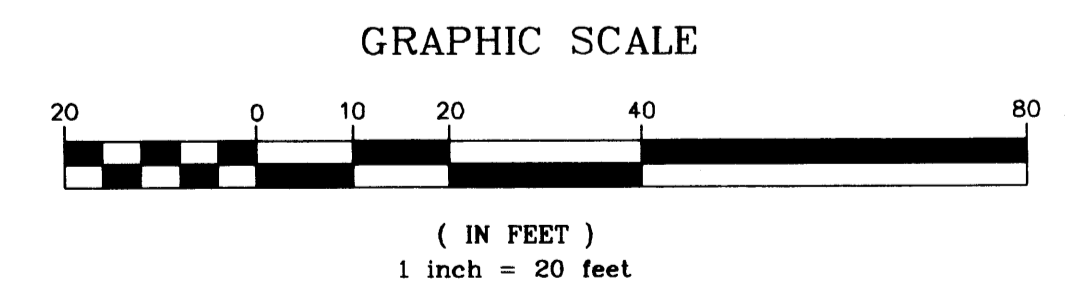 GRAPHIC SCALE
20 0 10 20 40 80
( IN FEET )
1 inch = 20 feet